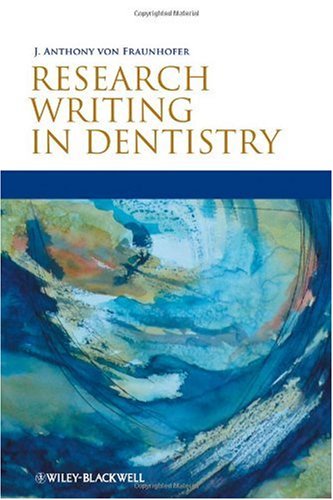 J. Anthony von Fraunhofer
Research
Writing
in Dentistry
WILEY-BLACKWELL